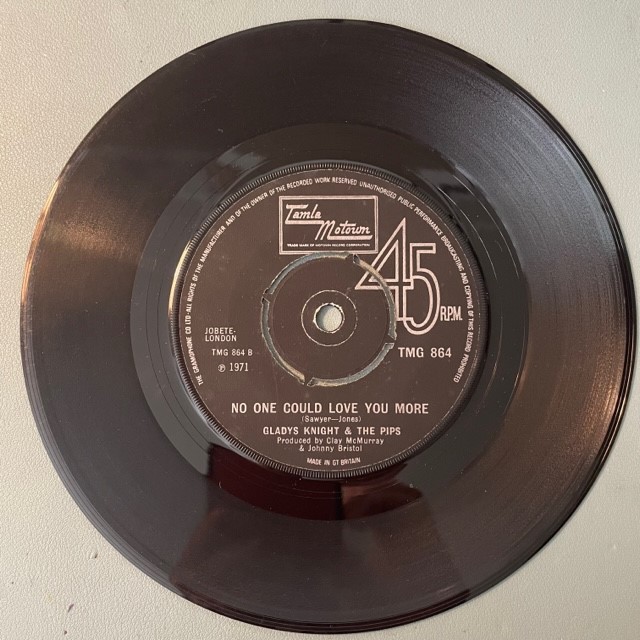 THE GRAMOPHONE CO LTD·ALL RIGHTS OF THE MANUFACTURER AND OF THE OWNER OF THE RECORDED WORK RESERVED UNAUTHORISED PUBLIC PERFORMANCE BROADCASTING AND COPYING OF THIS RECORD PROHIBITED
Tamla
Motown
TRADE MARK OF MOTOWN RECORD CORPORATION
45
R.P.M.
JOBETE-
LONDON
TMG 864 B
℗ 1971
TMG 864
NO ONE COULD LOVE YOU MORE
(Sawyer—Jones)
GLADYS KNIGHT & THE PIPS
Produced by Clay McMurray
& Johnny Bristol
MADE IN GT BRITAIN